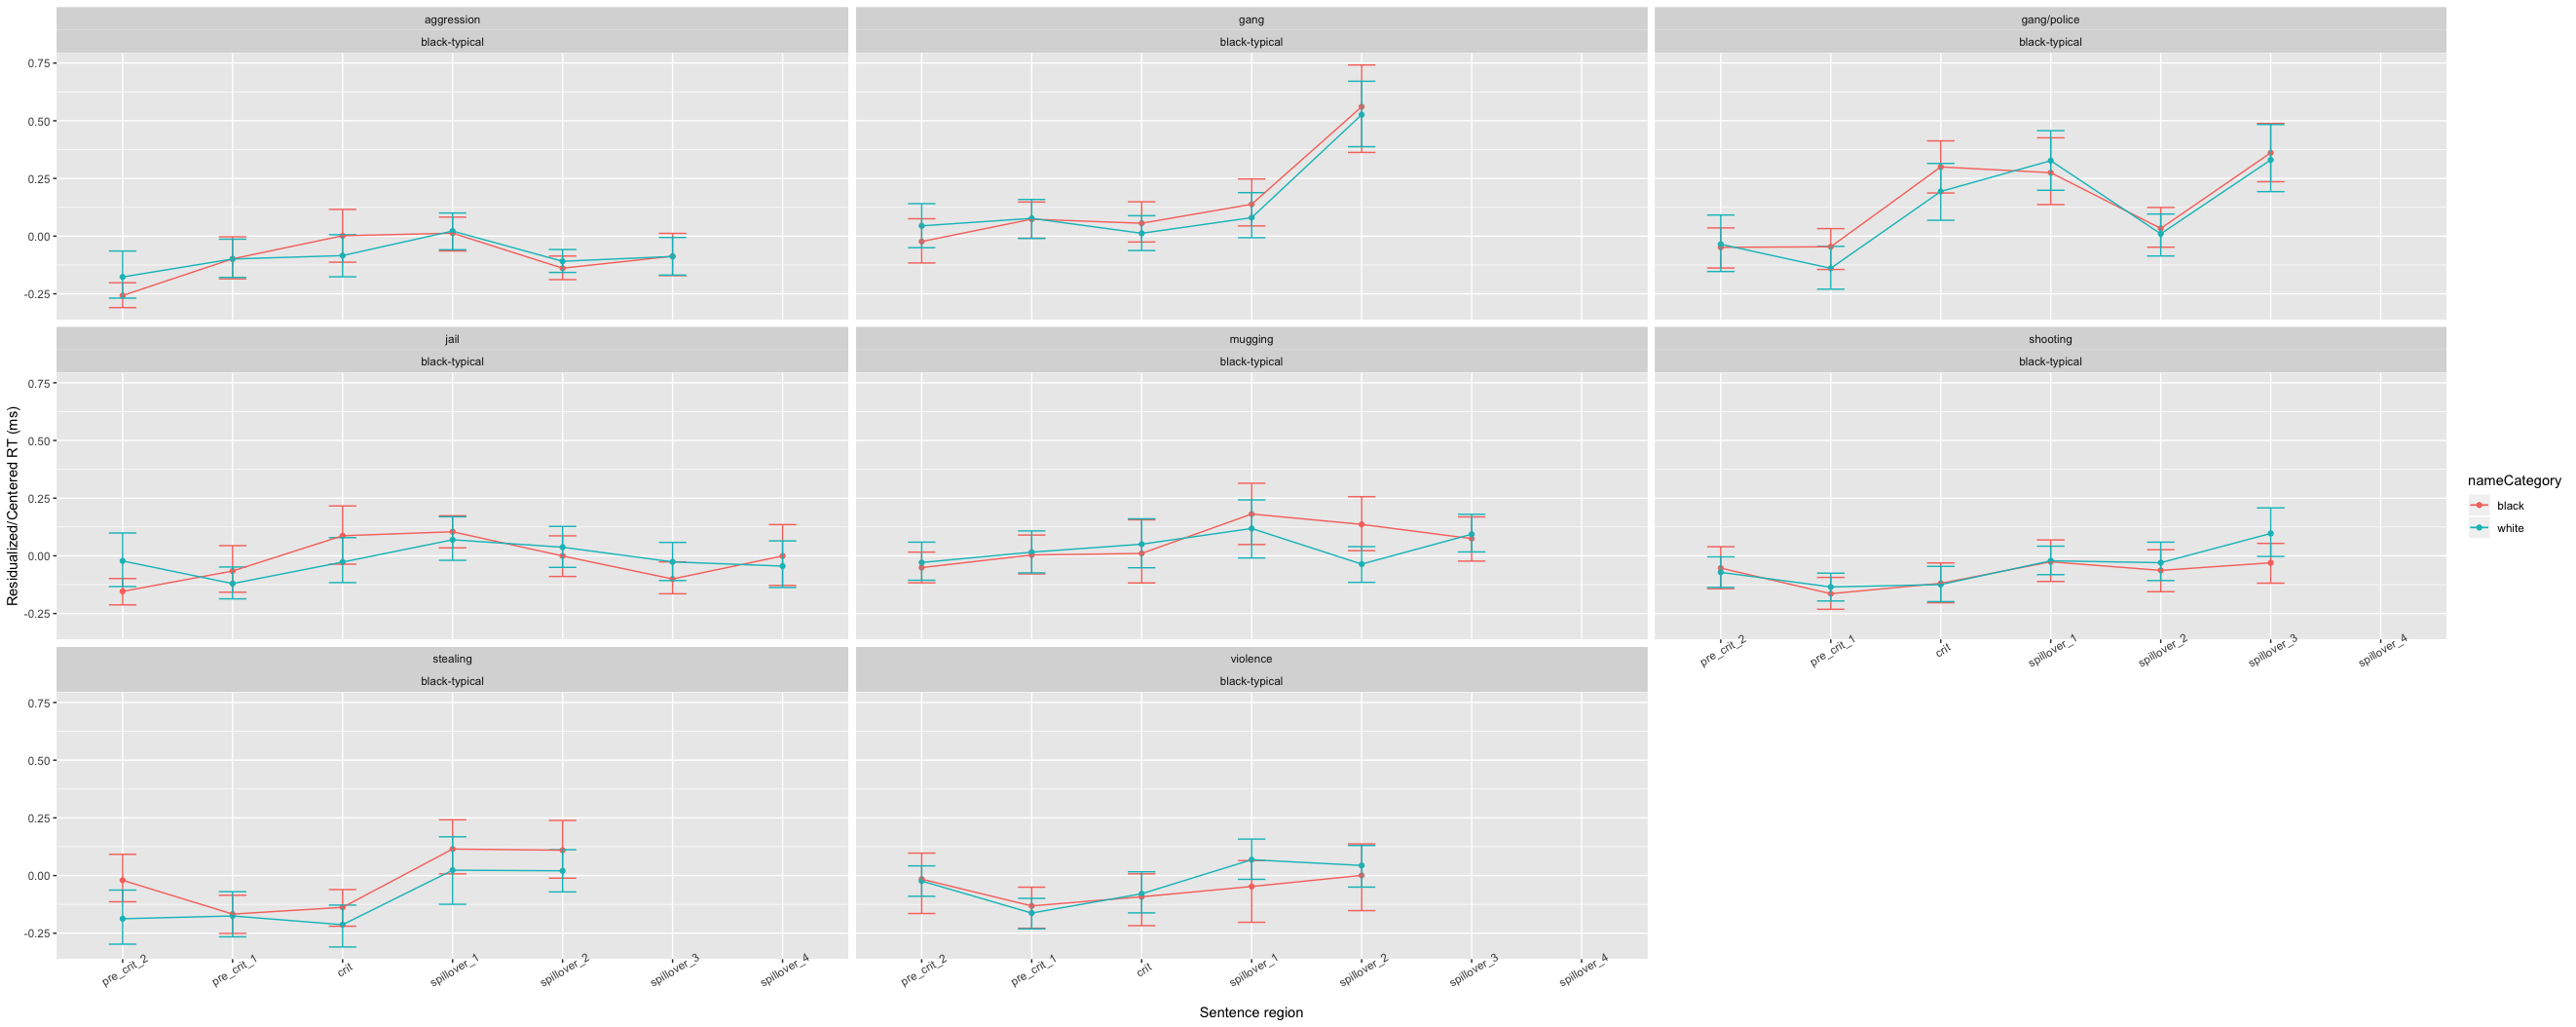 aggression
black-typical
gang
black-typical
gang/police
black-typical
0.75
0.50
0.25
0.00
-0.25
jail
black-typical
mugging
black-typical
shooting
black-typical
0.75
0.50
0.25
0.00
-0.25
pre_crit_2
pre_crit_1
crit
spillover_1
spillover_2
spillover_3
spillover_4
stealing
black-typical
violence
black-typical
0.75
0.50
0.25
0.00
-0.25
pre_crit_2
pre_crit_1
crit
spillover_1
spillover_2
spillover_3
spillover_4
pre_crit_2
pre_crit_1
crit
spillover_1
spillover_2
spillover_3
spillover_4
Residualized/Centered RT (ms)
Sentence region
nameCategory
black
white